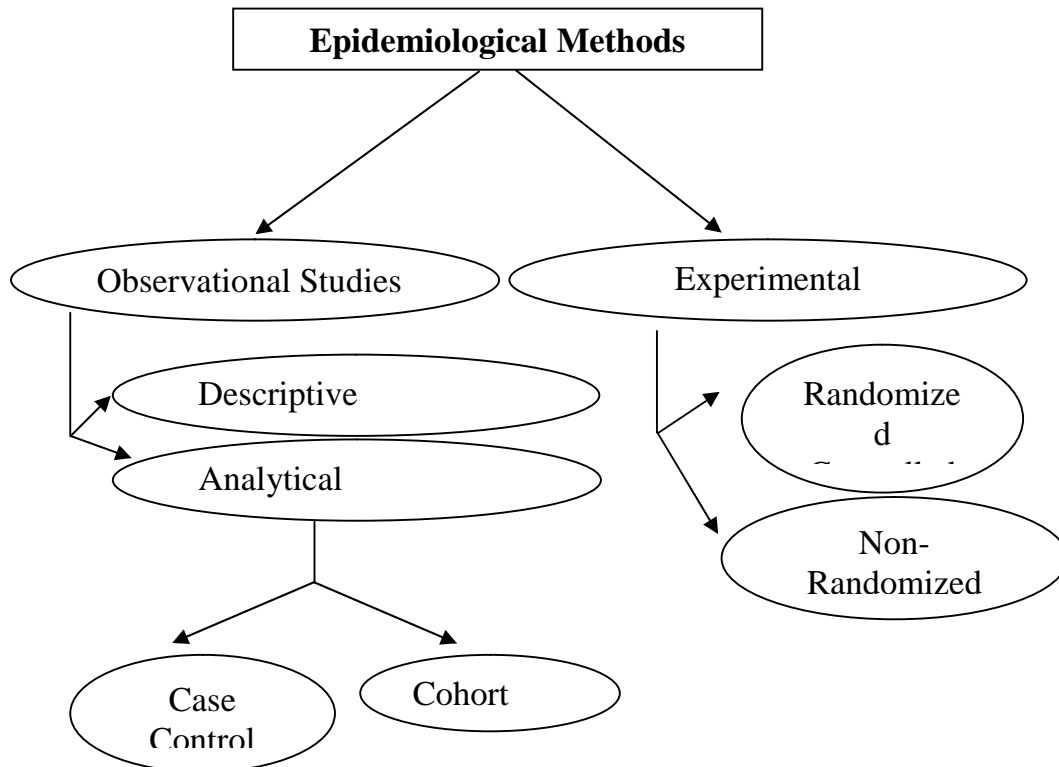 Epidemiological Methods
Observational Studies
Experimental
Descriptive
Randomize
d
Analytical
Non-
Randomized
Case
Control
Cohort